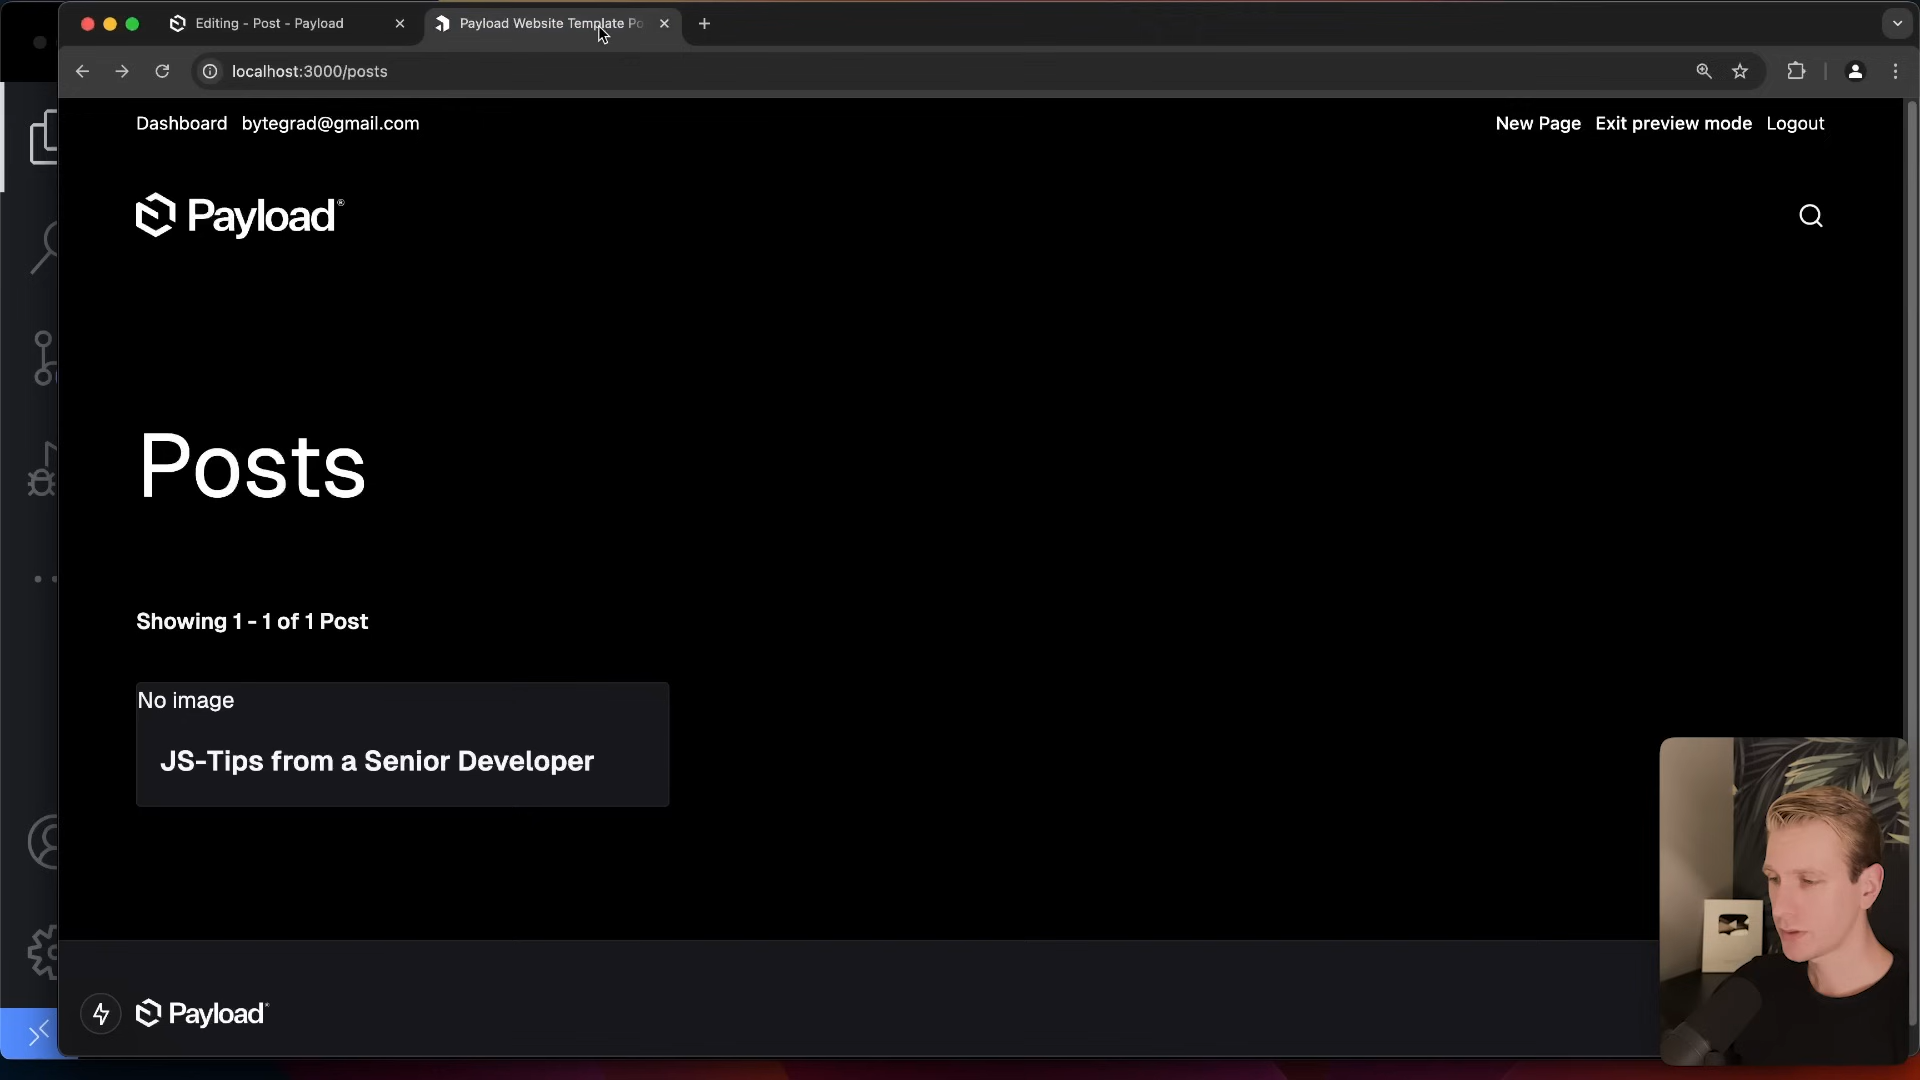 Editing - Post - Payload
Payload Website Template Po
localhost:3000/posts
Dashboard bytegrad@gmail.com
New Page Exit preview mode Logout
Payload®
Posts
Showing 1 - 1 of 1 Post
No image
JS-Tips from a Senior Developer
Payload®